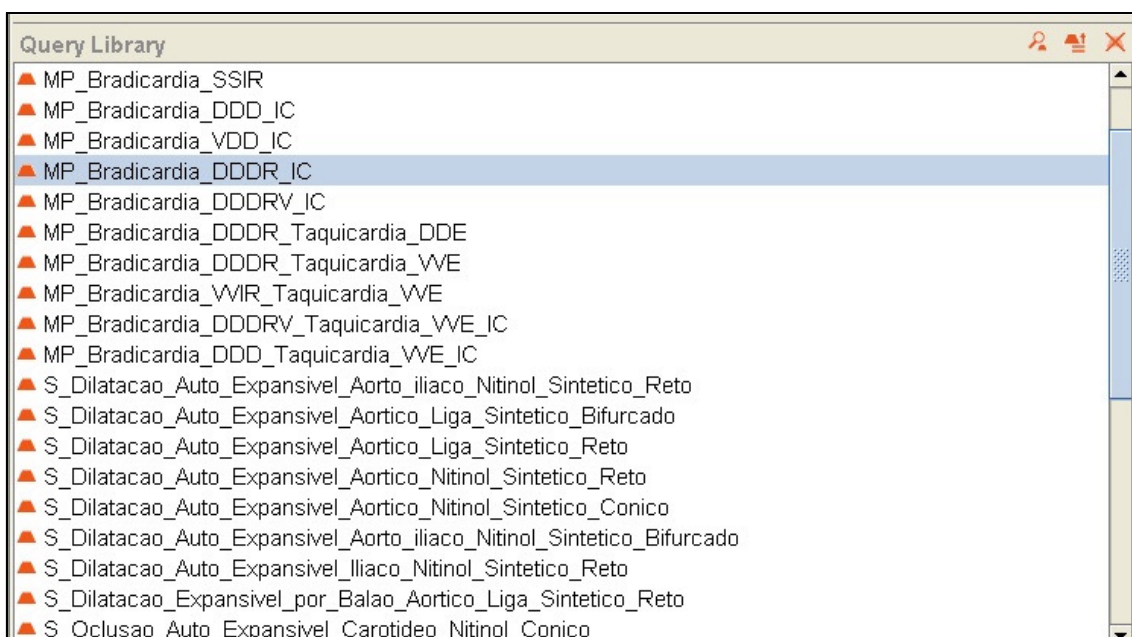 Query Library
MP_Bradicardia_SSIR
MP_Bradicardia_DDD_IC
MP_Bradicardia_VDD_IC
MP_Bradicardia_DDDR_IC
MP_Bradicardia_DDDRV_IC
MP_Bradicardia_DDDR_Taquicardia_DDE
MP_Bradicardia_DDDR_Taquicardia_VVE
MP_Bradicardia_VVIR_Taquicardia_VVE
MP_Bradicardia_DDDRV_Taquicardia_VVE_IC
MP_Bradicardia_DDD_Taquicardia_VVE_IC
S_Dilatacao_Auto_Expansivel_Aorto_iliaco_Nitinol_Sintetico_Reto
S_Dilatacao_Auto_Expansivel_Aortico_Liga_Sintetico_Bifurcado
S_Dilatacao_Auto_Expansivel_Aortico_Liga_Sintetico_Reto
S_Dilatacao_Auto_Expansivel_Aortico_Nitinol_Sintetico_Reto
S_Dilatacao_Auto_Expansivel_Aortico_Nitinol_Sintetico_Conico
S_Dilatacao_Auto_Expansivel_Aorto_iliaco_Nitinol_Sintetico_Bifurcado
S_Dilatacao_Auto_Expansivel_Iliaco_Nitinol_Sintetico_Reto
S_Dilatacao_Expansivel_por_Balao_Aortico_Liga_Sintetico_Reto
S_Oclusao_Auto_Expansivel_Carotideo_Nitinol_Conico